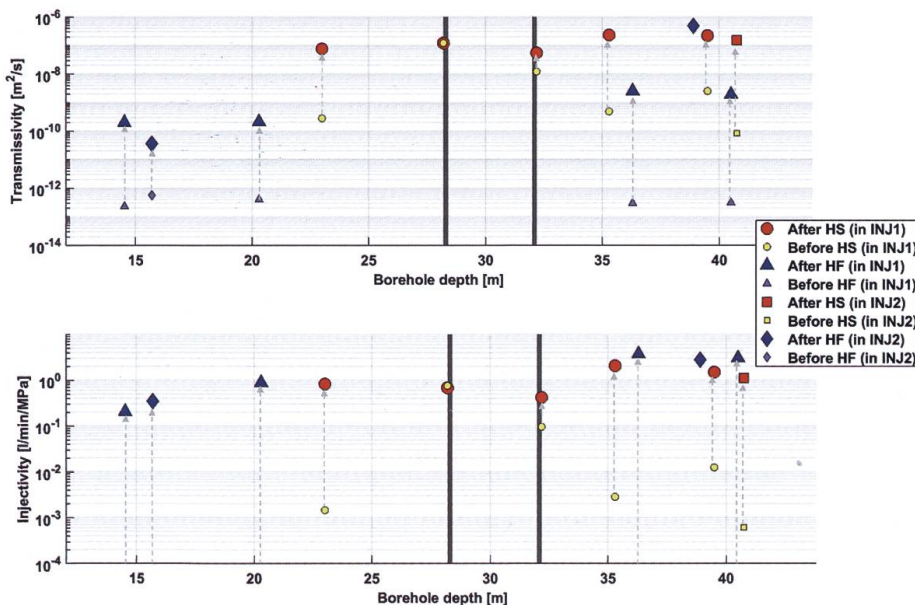 10^-6
10^-8
10^-10
10^-12
10^-14
Transmissivity [m^2/s]
15 20 25 30 35 40
Borehole depth [m]
After HS (in INJ1)
Before HS (in INJ1)
After HF (in INJ1)
Before HF (in INJ1)
After HS (in INJ2)
Before HS (in INJ2)
After HF (in INJ2)
Before HF (in INJ2)
10^0
10^-1
10^-2
10^-3
10^-4
Injectivity [l/min/MPa]
15 20 25 30 35 40
Borehole depth [m]